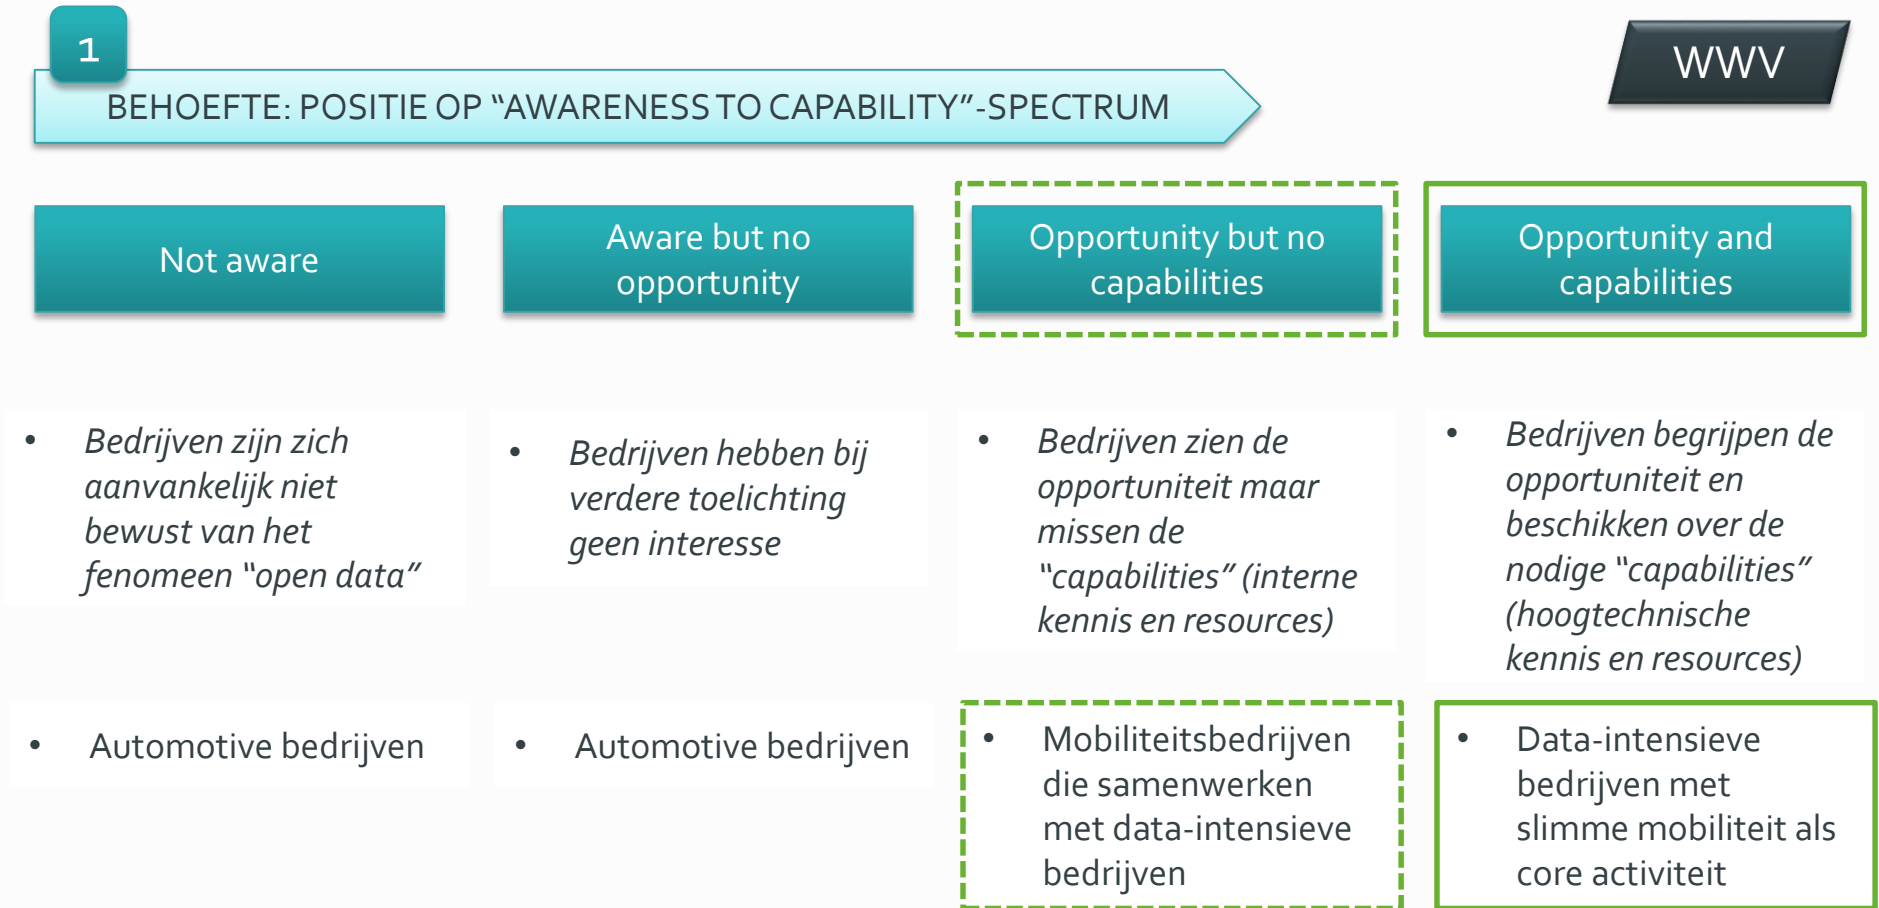 1
WWV
BEHOEFTE: POSITIE OP “AWARENESS TO CAPABILITY”-SPECTRUM
Not aware
Aware but no
opportunity
Opportunity but no
capabilities
Opportunity and
capabilities
• Bedrijven zijn zich
aanvankelijk niet
bewust van het
fenomeen “open data”
• Bedrijven hebben bij
verdere toelichting
geen interesse
• Bedrijven zien de
opportuniteit maar
missen de
“capabilities” (interne
kennis en resources)
• Bedrijven begrijpen de
opportuniteit en
beschikken over de
nodige “capabilities”
(hoogtechnische
kennis en resources)
• Automotive bedrijven
• Automotive bedrijven
• Mobiliteitsbedrijven
die samenwerken
met data-intensieve
bedrijven
• Data-intensieve
bedrijven met
slimme mobiliteit als
core activiteit